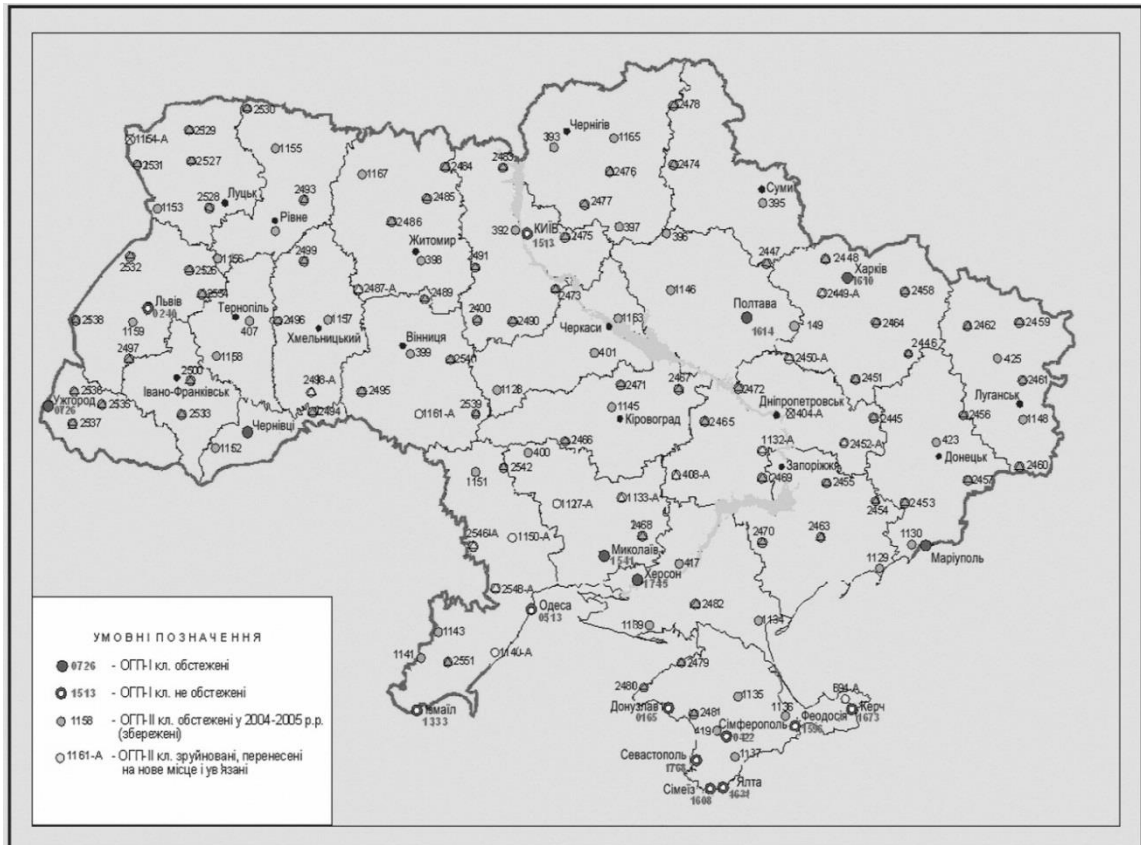 2530
2478
2529
1164-A
1155
393
Чернігів
1165
2531
2527
1167
2484
2483
2476
2474
2528
Луцьк
2493
2485
2477
Суми
395
1153
Рівне
2486
392
КИЇВ
1513
397
396
2475
Житомир
398
2499
2491
2447
2448
Харків
1610
2532
2526
1156
2554
2487-A
2489
2473
1146
2449-A
2458
Львів
0240
Тернопіль
407
2496
1157
2400
2490
Черкаси
1163
Полтава
1614
149
2464
2462
2459
2538
1159
Хмельницький
Вінниця
399
2540
401
2446
425
2497
1158
2450-A
2500
Івано-Франківськ
2498-A
2495
1128
2471
2467
2472
2451
2461
Луганськ
2536
2535
Ужгород
0726
2533
2494
1161-A
2539
1145
Кіровоград
Дніпропетровськ
404-A
2445
2456
1148
2537
Чернівці
1162
2466
400
2465
1132-A
2452-A
423
Донецьк
1151
2542
408-A
Запоріжжя
2469
2455
2457
2460
1127-A
1133-A
2454
2453
2546ІА
1150-A
2468
2470
2463
1130
Маріуполь
Миколаїв
1541
417
1129
Херсон
1745
2548-A
Одеса
0513
2482
1189
1134
1143
1141
2551
1140-A
2479
2480
1135
Донузлав
0165
2481
1136
Керч
1673
Ізмаїл
1333
419
Сімферополь
0422
Феодосія
1596
Севастополь
1768
1137
Сімеїз
1608
Ялта
1631
УМОВНІ ПОЗНАЧЕННЯ
0726 - ОГП-І кл. обстежені
1513 - ОГП-І кл. не обстежені
1158 - ОГП-ІІ кл. обстежені у 2004-2005 р.р.
(збережені)
1161-А - ОГП-ІІ кл. зруйновані, перенесені
на нове місце і ув'язані